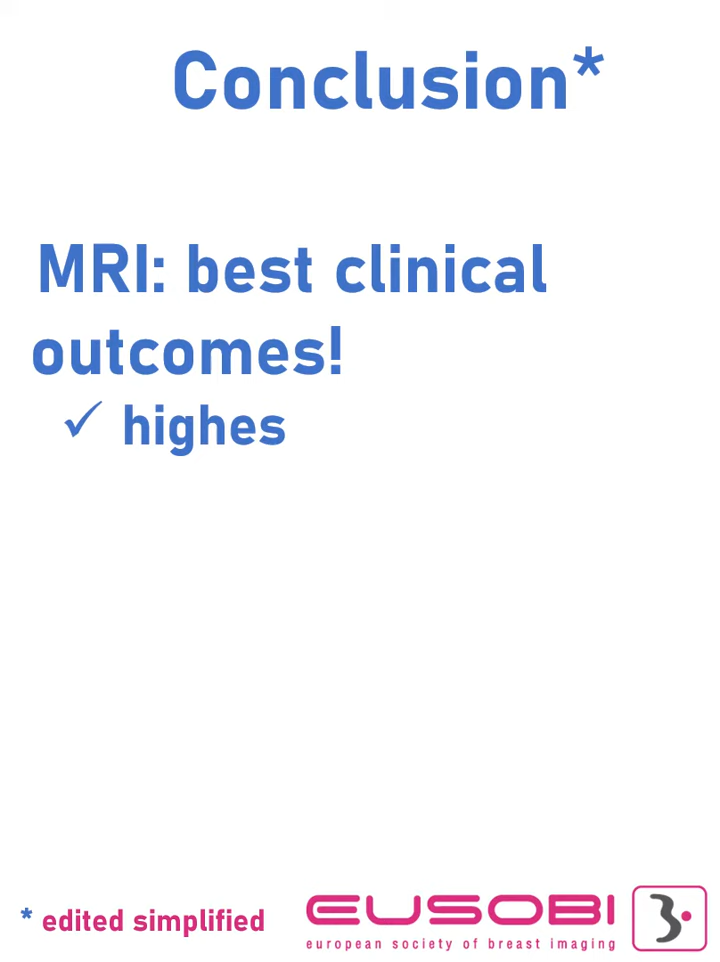 Conclusion*
MRI: best clinical
outcomes!
✓ highes
* edited simplified
EUSOBI
european society of breast imaging